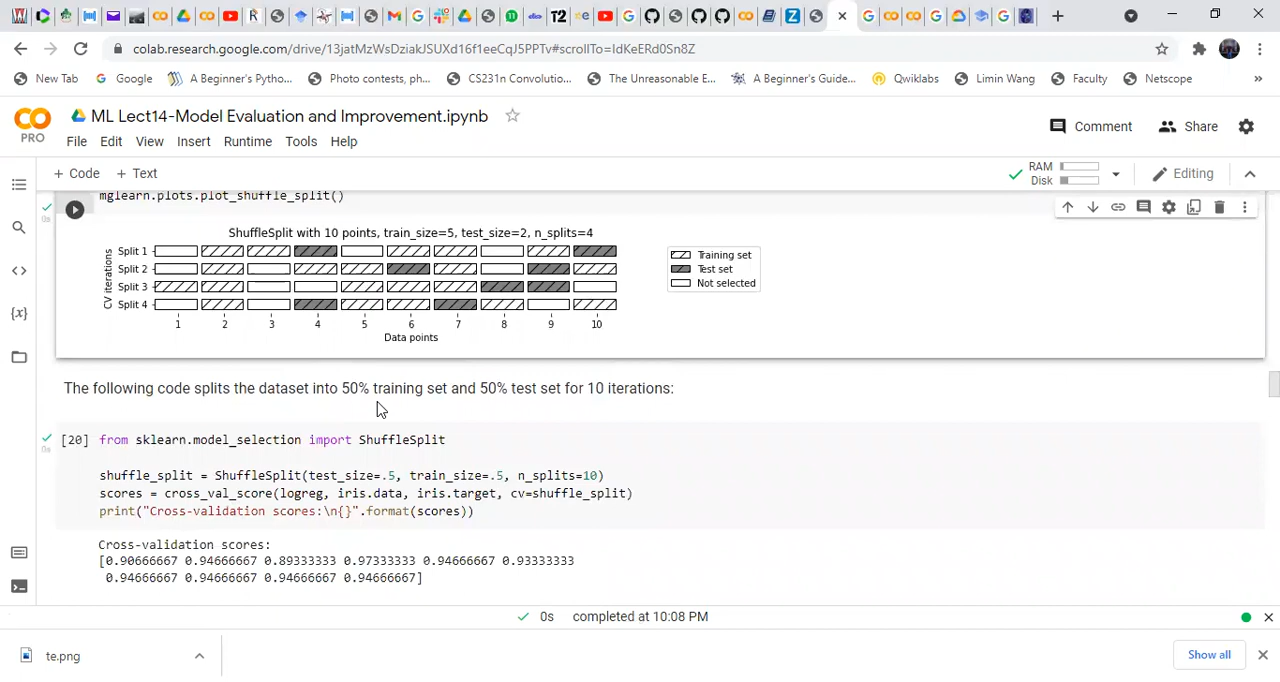 colab.research.google.com/drive/13jatMzWsDziakJSUXd16f1eeCqJ5PPTv#scrollTo=IdKeERd0Sn8Z
New Tab Google A Beginner's Pytho... Photo contests, ph... CS231n Convolutio... The Unreasonable E... A Beginner's Guide... Qwiklabs Limin Wang Faculty Netscope »
ML Lect14-Model Evaluation and Improvement.ipynb
PRO
File Edit View Insert Runtime Tools Help
Comment Share
+ Code + Text
RAM
Disk
Editing
mglearn.plots.plot_shuffle_split()
0s
ShuffleSplit with 10 points, train_size=5, test_size=2, n_splits=4
CV iterations
Split 1
Split 2
Split 3
Split 4
1 2 3 4 5 6 7 8 9 10
Data points
Training set
Test set
Not selected
The following code splits the dataset into 50% training set and 50% test set for 10 iterations:
0s
[20] from sklearn.model_selection import ShuffleSplit
shuffle_split = ShuffleSplit(test_size=.5, train_size=.5, n_splits=10)
scores = cross_val_score(logreg, iris.data, iris.target, cv=shuffle_split)
print("Cross-validation scores:\n{}".format(scores))
Cross-validation scores:
[0.90666667 0.94666667 0.89333333 0.97333333 0.94666667 0.93333333
0.94666667 0.94666667 0.94666667 0.94666667]
0s completed at 10:08 PM
te.png
Show all